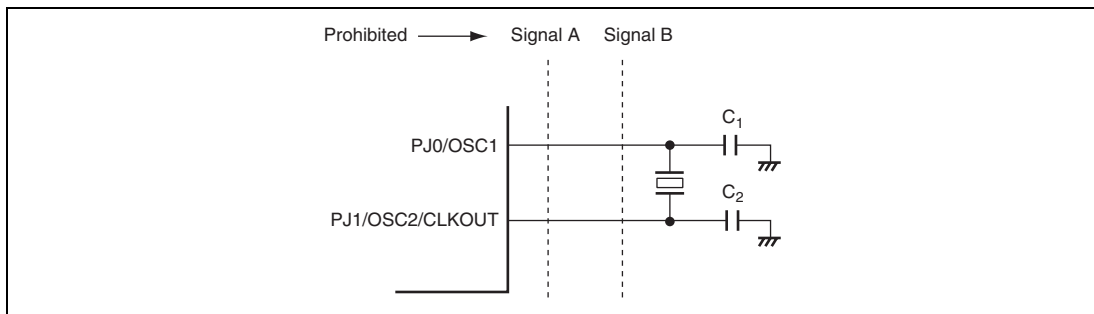 Prohibited Signal A Signal B
C1
PJ0/OSC1
C2
PJ1/OSC2/CLKOUT